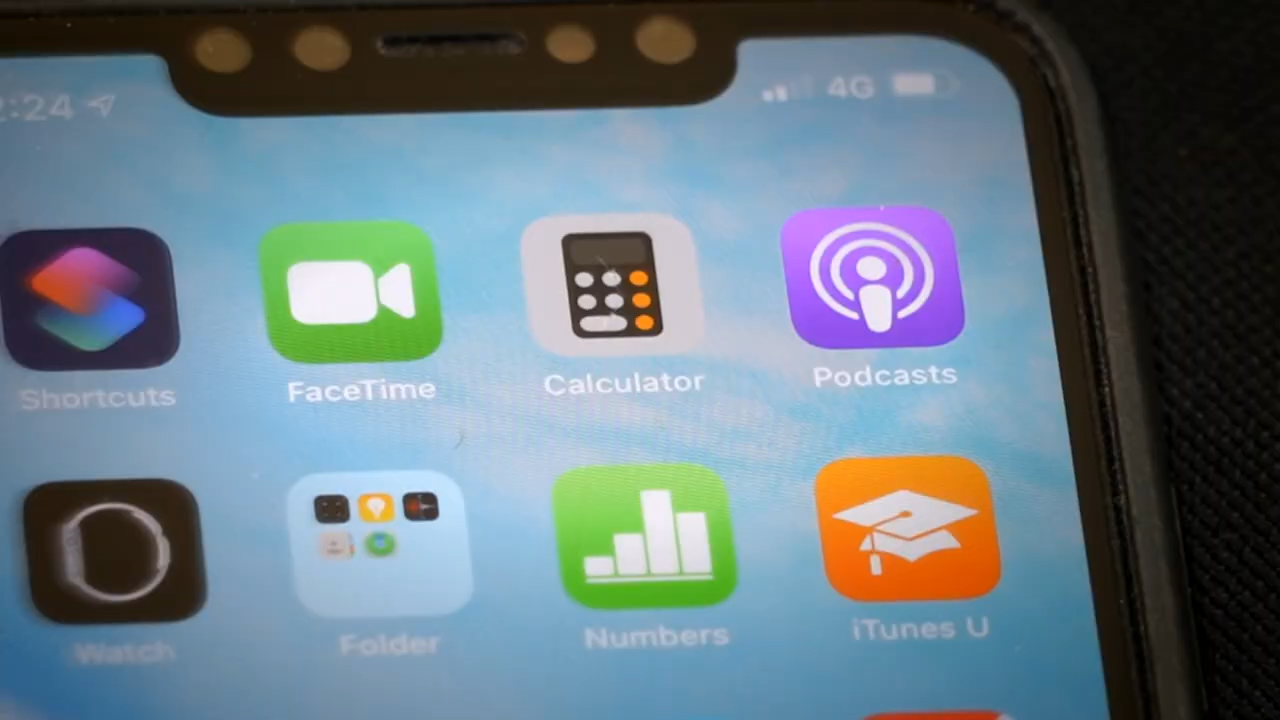 2:24 4G
Shortcuts FaceTime Calculator Podcasts
Watch Folder Numbers iTunes U